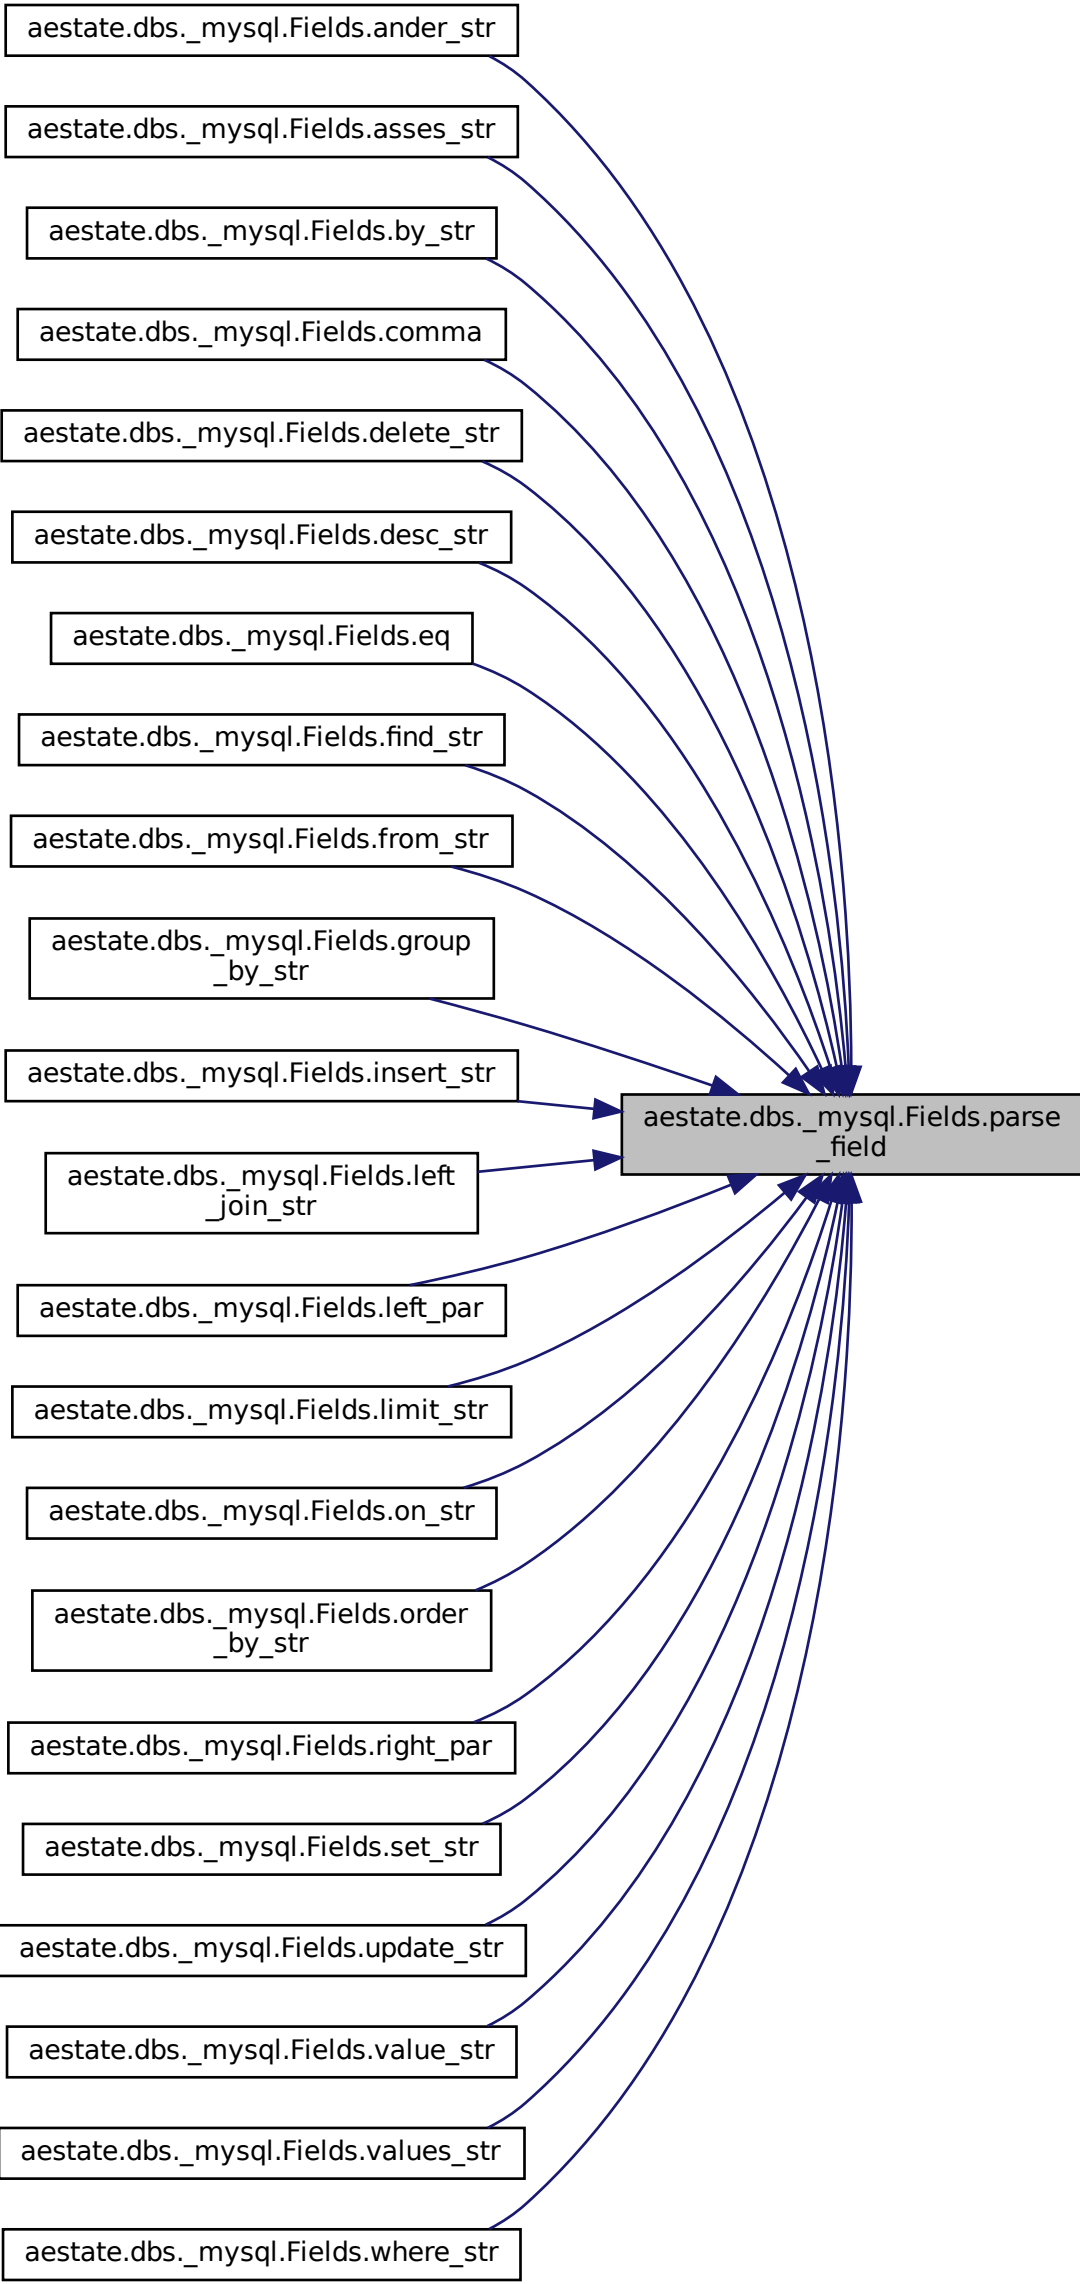 aestate.dbs._mysql.Fields.ander_str
aestate.dbs._mysql.Fields.asses_str
aestate.dbs._mysql.Fields.by_str
aestate.dbs._mysql.Fields.comma
aestate.dbs._mysql.Fields.delete_str
aestate.dbs._mysql.Fields.desc_str
aestate.dbs._mysql.Fields.eq
aestate.dbs._mysql.Fields.find_str
aestate.dbs._mysql.Fields.from_str
aestate.dbs._mysql.Fields.group
_by_str
aestate.dbs._mysql.Fields.insert_str
aestate.dbs._mysql.Fields.parse
_field
aestate.dbs._mysql.Fields.left
_join_str
aestate.dbs._mysql.Fields.left_par
aestate.dbs._mysql.Fields.limit_str
aestate.dbs._mysql.Fields.on_str
aestate.dbs._mysql.Fields.order
_by_str
aestate.dbs._mysql.Fields.right_par
aestate.dbs._mysql.Fields.set_str
aestate.dbs._mysql.Fields.update_str
aestate.dbs._mysql.Fields.value_str
aestate.dbs._mysql.Fields.values_str
aestate.dbs._mysql.Fields.where_str